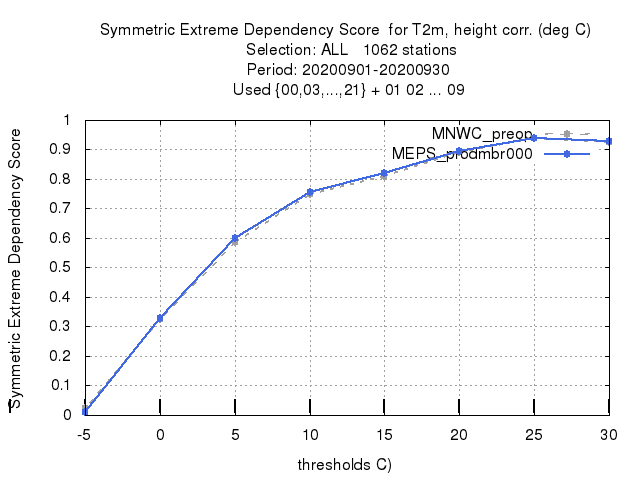 Symmetric Extreme Dependency Score  for T2m, height corr. (deg C)
Selection: ALL   1062 stations
Period: 20200901-20200930
Used {00,03,...,21} + 01 02 ... 09
MNWC_preop
MEPS_prodmbr000
Symmetric Extreme Dependency Score
1
0.9
0.8
0.7
0.6
0.5
0.4
0.3
0.2
0.1
0
-5 0 5 10 15 20 25 30
thresholds C)